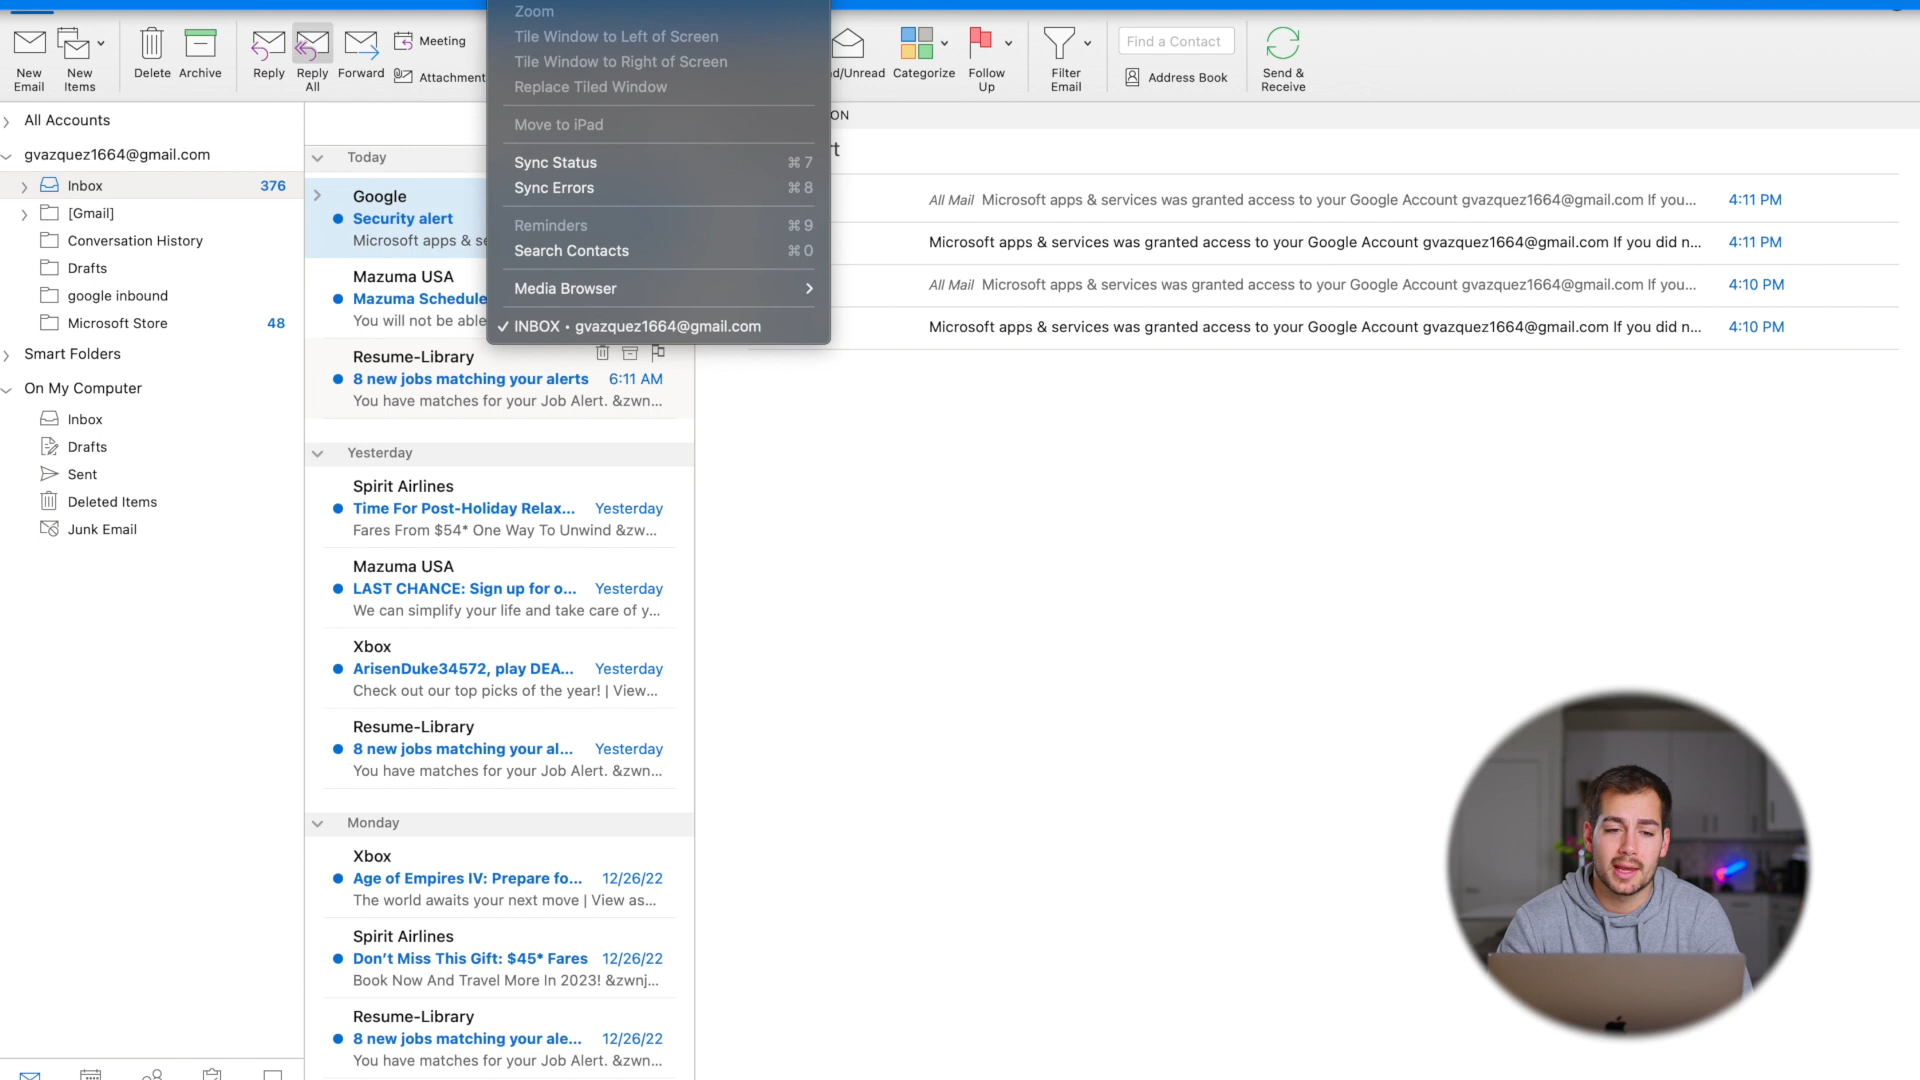 New Email
New Items
Delete
Archive
Reply
Reply All
Forward
Meeting
Attachment
d/Unread
Categorize
Follow Up
Filter Email
Find a Contact
Address Book
Send & Receive
Zoom
Tile Window to Left of Screen
Tile Window to Right of Screen
Replace Tiled Window
Move to iPad
Sync Status ⌘7
Sync Errors ⌘8
Reminders ⌘9
Search Contacts ⌘0
Media Browser
✓ INBOX • gvazquez1664@gmail.com
All Accounts
gvazquez1664@gmail.com
Inbox 376
[Gmail]
Conversation History
Drafts
google inbound
Microsoft Store 48
Smart Folders
On My Computer
Inbox
Drafts
Sent
Deleted Items
Junk Email
Today
Google
Security alert
Microsoft apps & se
Mazuma USA
Mazuma Schedule
You will not be able
Resume-Library
8 new jobs matching your alerts 6:11 AM
You have matches for your Job Alert. &zwn...
Yesterday
Spirit Airlines
Time For Post-Holiday Relax... Yesterday
Fares From $54* One Way To Unwind &zw...
Mazuma USA
LAST CHANCE: Sign up for o... Yesterday
We can simplify your life and take care of y...
Xbox
ArisenDuke34572, play DEA... Yesterday
Check out our top picks of the year! | View...
Resume-Library
8 new jobs matching your al... Yesterday
You have matches for your Job Alert. &zwn...
Monday
Xbox
Age of Empires IV: Prepare fo... 12/26/22
The world awaits your next move | View as...
Spirit Airlines
Don’t Miss This Gift: $45* Fares 12/26/22
Book Now And Travel More In 2023! &zwnj...
Resume-Library
8 new jobs matching your ale... 12/26/22
You have matches for your Job Alert. &zwn...
ON
rt
All Mail Microsoft apps & services was granted access to your Google Account gvazquez1664@gmail.com If you... 4:11 PM
Microsoft apps & services was granted access to your Google Account gvazquez1664@gmail.com If you did n... 4:11 PM
All Mail Microsoft apps & services was granted access to your Google Account gvazquez1664@gmail.com If you... 4:10 PM
Microsoft apps & services was granted access to your Google Account gvazquez1664@gmail.com If you did n... 4:10 PM